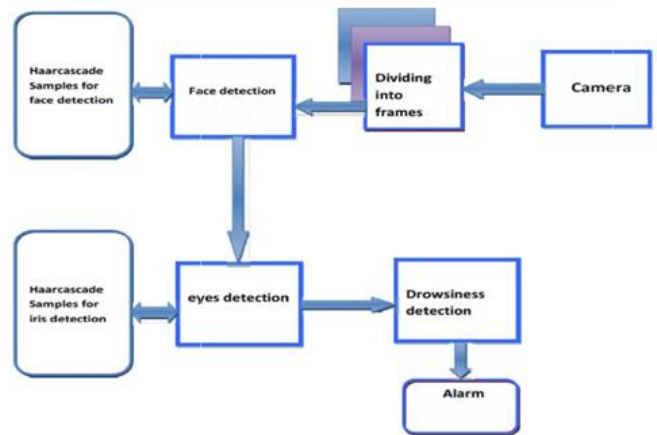 Haarcascade
Samples for
face detection
Face detection
Dividing
into
frames
Camera
Haarcascade
Samples for
iris detection
eyes detection
Drowsiness
detection
Alarm